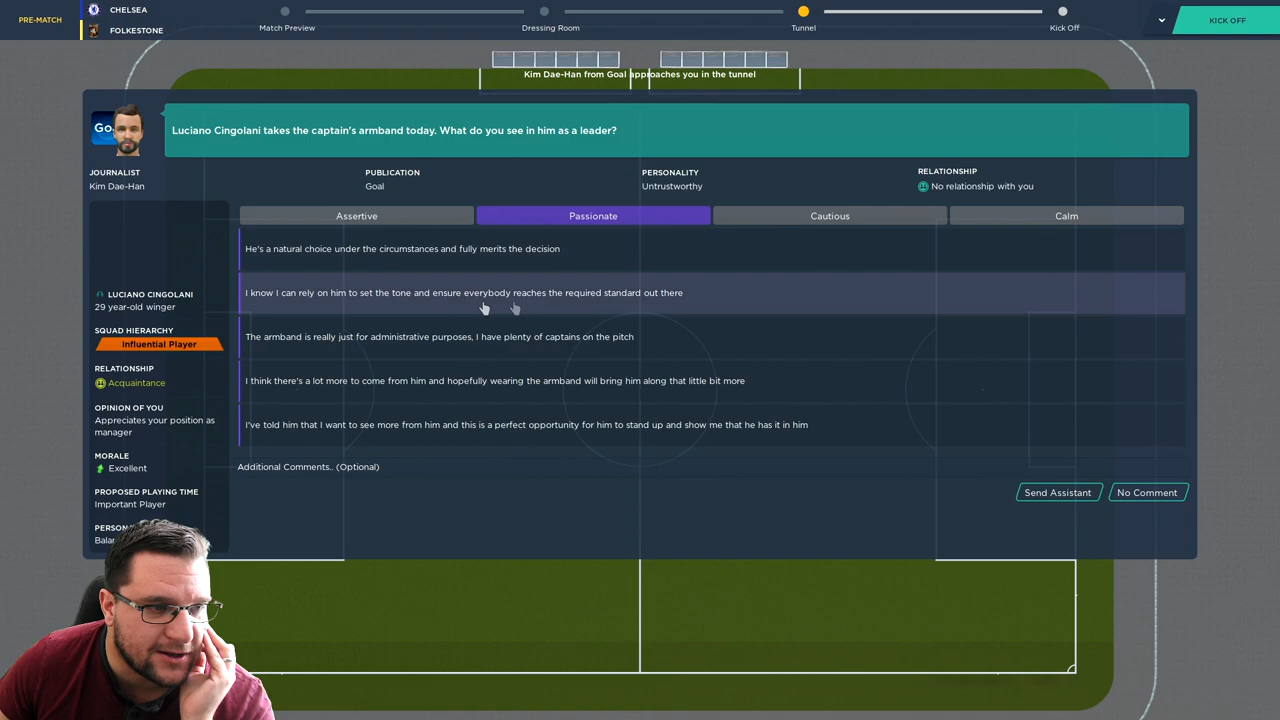 PRE-MATCH
CHELSEA
FOLKESTONE
Match Preview
Dressing Room
Tunnel
Kick Off
KICK OFF
Kim Dae-Han from Goal approaches you in the tunnel
Go
Luciano Cingolani takes the captain's armband today. What do you see in him as a leader?
JOURNALIST
Kim Dae-Han
PUBLICATION
Goal
PERSONALITY
Untrustworthy
RELATIONSHIP
No relationship with you
Assertive
Passionate
Cautious
Calm
He's a natural choice under the circumstances and fully merits the decision
I know I can rely on him to set the tone and ensure everybody reaches the required standard out there
The armband is really just for administrative purposes, I have plenty of captains on the pitch
I think there's a lot more to come from him and hopefully wearing the armband will bring him along that little bit more
I've told him that I want to see more from him and this is a perfect opportunity for him to stand up and show me that he has it in him
Additional Comments.. (Optional)
Send Assistant
No Comment
LUCIANO CINGOLANI
29 year-old winger
SQUAD HIERARCHY
Influential Player
RELATIONSHIP
Acquaintance
OPINION OF YOU
Appreciates your position as
manager
MORALE
Excellent
PROPOSED PLAYING TIME
Important Player